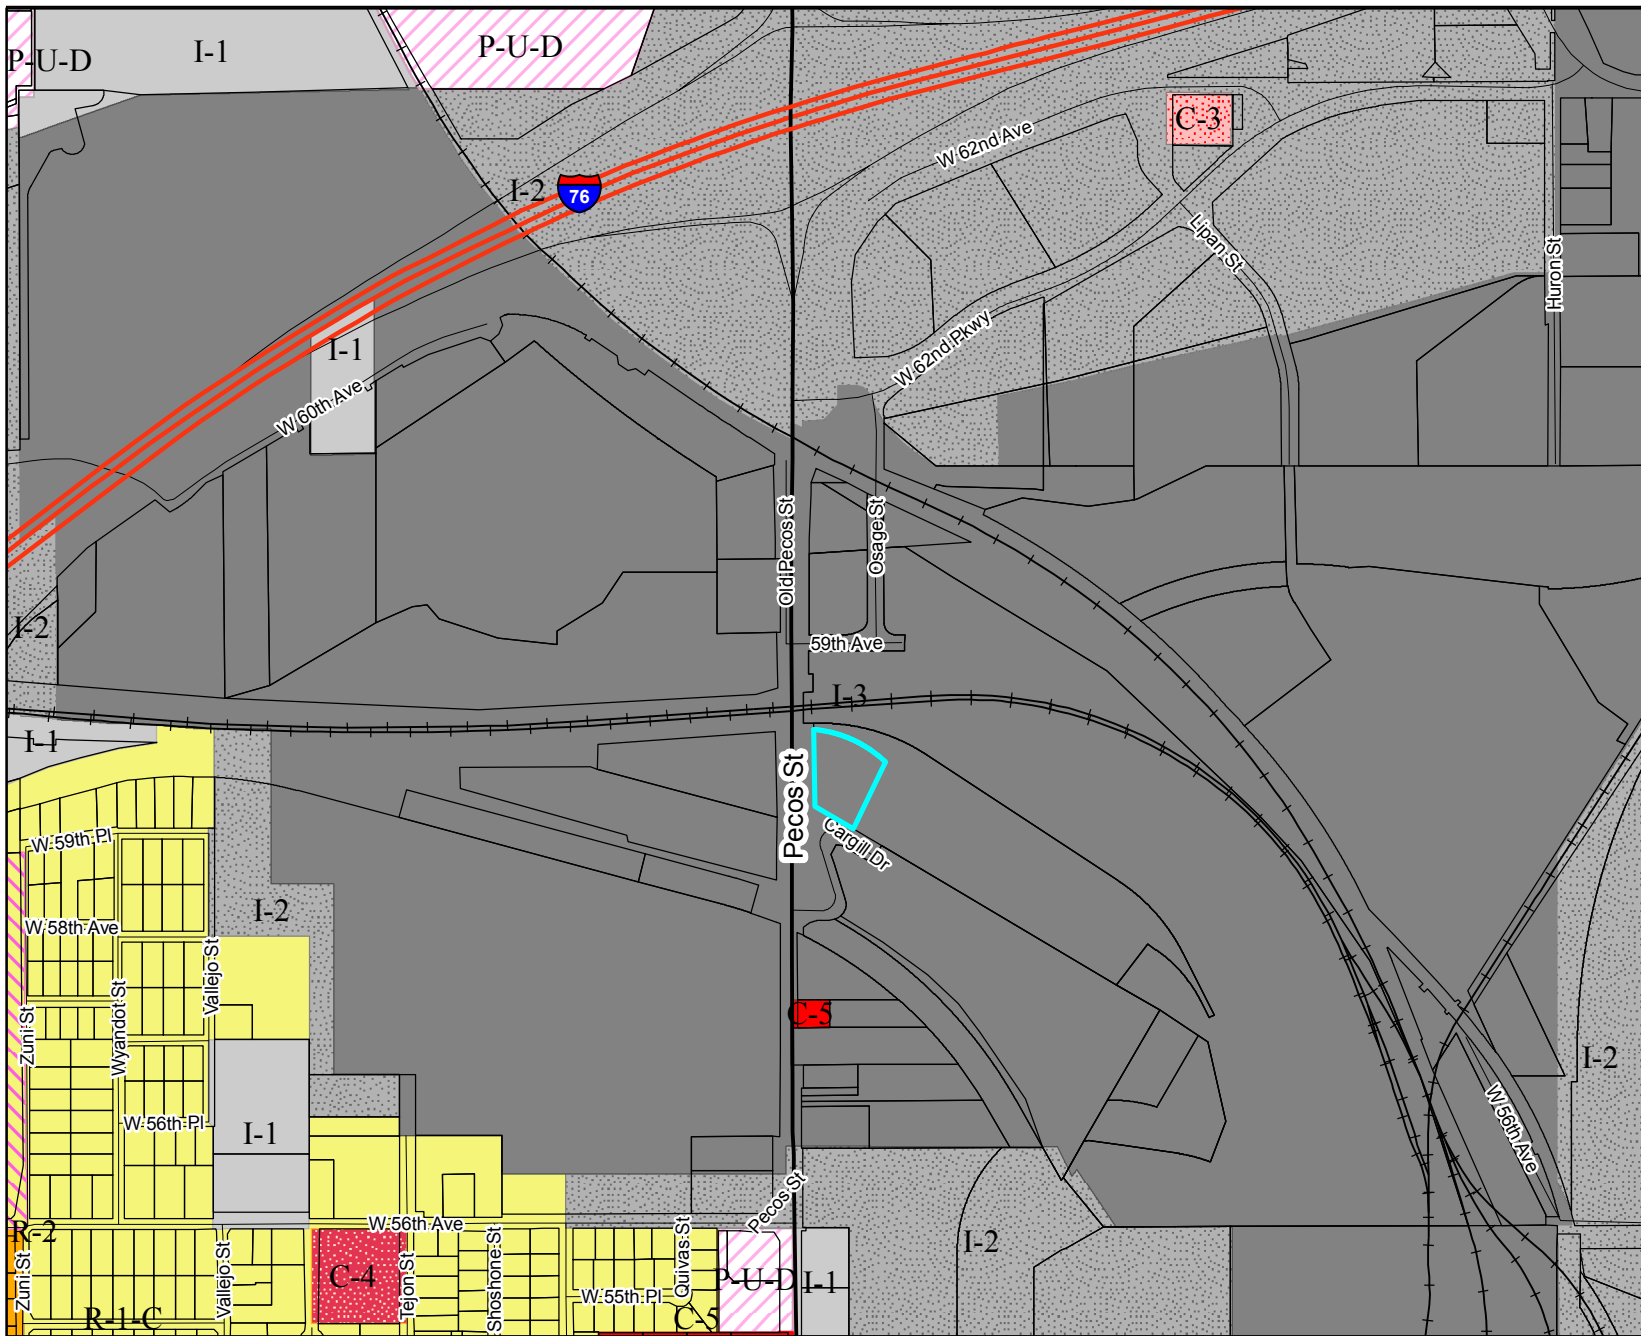 P-U-D
I-1
P-U-D
C-3
W 62nd Ave
I-2
76
Lipan St
Huron St
I-1
W 62nd Pkwy
W 60th Ave
Old Pecos St
Osage St
I-2
59th Ave
I-3
I-1
Pecos St
Cargill Dr
W 59th Pl
I-2
W 58th Ave
Vallejo St
C-5
Zuni St
Wyandot St
I-2
W 56th Pl
I-1
W 56th Ave
Pecos St
R-2
W 56th Ave
I-2
Zuni St
Vallejo St
C-4
Tejon St
Shoshone St
Quivas St
P-U-D
I-1
W 55th Pl
R-1-C
C-5